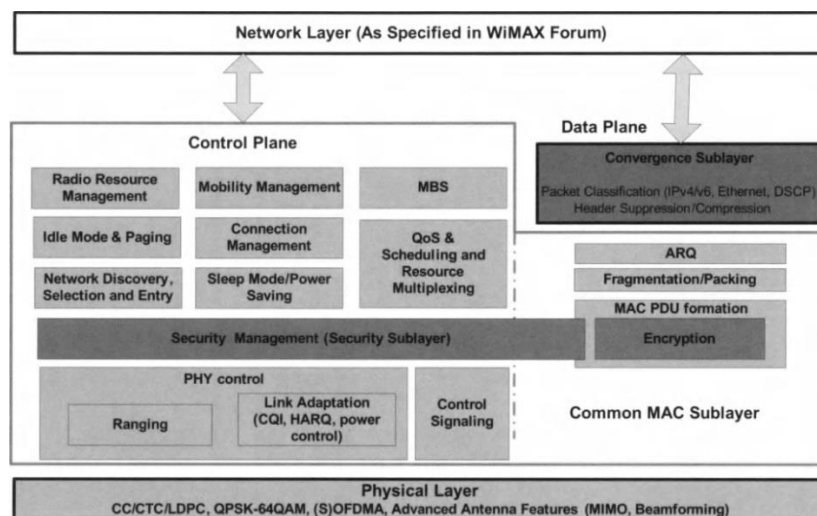 Network Layer (As Specified in WiMAX Forum)
Control Plane
Data Plane
Convergence Sublayer
Packet Classification (IPv4/v6, Ethernet, DSCP)
Header Suppression/Compression
Radio Resource
Management
Mobility Management
MBS
Idle Mode & Paging
Connection
Management
QoS &
Scheduling and
Resource
Multiplexing
Network Discovery,
Selection and Entry
Sleep Mode/Power
Saving
ARQ
Fragmentation/Packing
MAC PDU formation
Security Management (Security Sublayer)
Encryption
PHY control
Ranging
Link Adaptation
(CQI, HARQ, power
control)
Control
Signaling
Common MAC Sublayer
Physical Layer
CC/CTC/LDPC, QPSK-64QAM, (S)OFDMA, Advanced Antenna Features (MIMO, Beamforming)